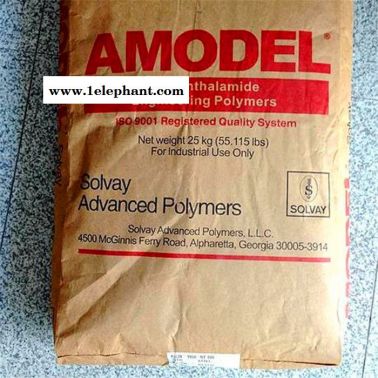 AMODEL®
www.1elephant.com
Engineering Polymers
ISO 9001 Registered Quality System
Net weight 25 kg (55.115 lbs)
For Industrial Use Only
Solvay
Advanced Polymers
SOLVAY
Solvay Advanced Polymers, L.L.C.
4500 McGinnis Ferry Road, Alpharetta, Georgia 30005-3914
AMODEL